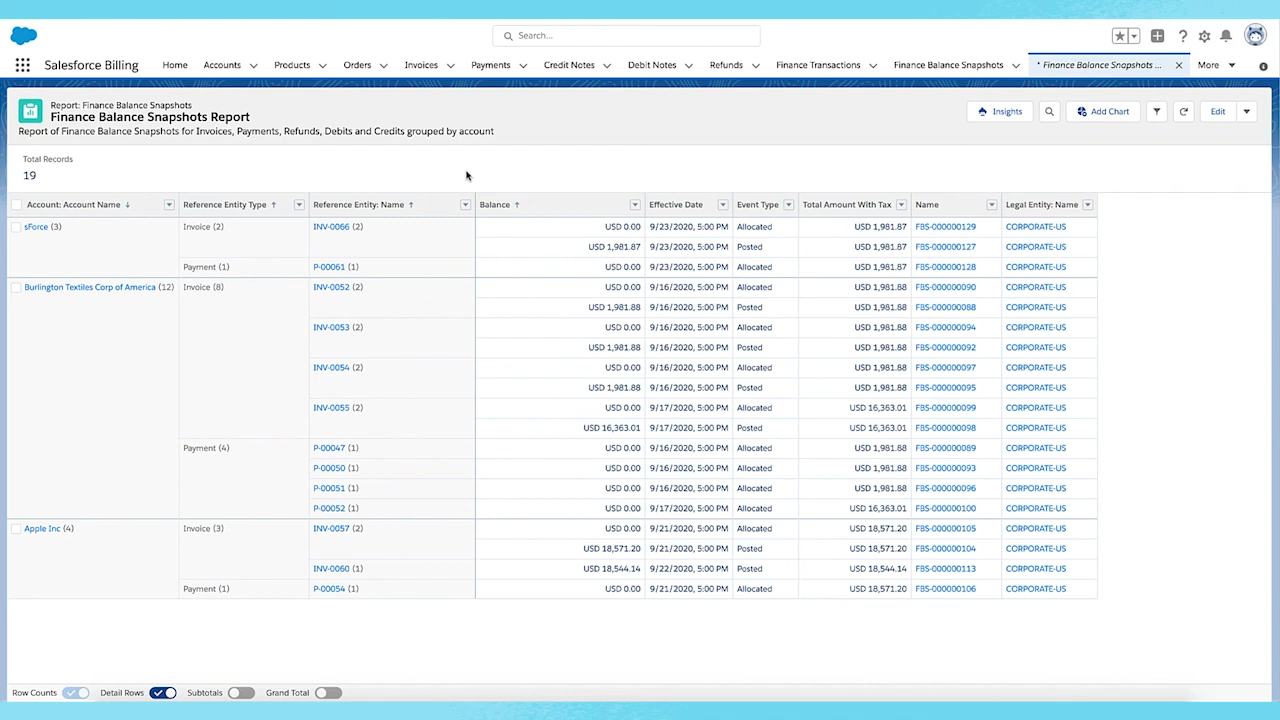 Search...
Salesforce Billing Home Accounts Products Orders Invoices Payments Credit Notes Debit Notes Refunds Finance Transactions Finance Balance Snapshots * Finance Balance Snapshots ... More
Report: Finance Balance Snapshots
Finance Balance Snapshots Report
Report of Finance Balance Snapshots for Invoices, Payments, Refunds, Debits and Credits grouped by account
Insights Add Chart Edit
Total Records
19
Account: Account Name ↓ Reference Entity Type ↑ Reference Entity: Name ↑ Balance ↑ Effective Date Event Type Total Amount With Tax Name Legal Entity: Name
sForce (3) Invoice (2) INV-0066 (2) USD 0.00 9/23/2020, 5:00 PM Allocated USD 1,981.87 FBS-000000129 CORPORATE-US
USD 1,981.87 9/23/2020, 5:00 PM Posted USD 1,981.87 FBS-000000127 CORPORATE-US
Payment (1) P-00061 (1) USD 0.00 9/23/2020, 5:00 PM Allocated USD 1,981.87 FBS-000000128 CORPORATE-US
Burlington Textiles Corp of America (12) Invoice (8) INV-0052 (2) USD 0.00 9/16/2020, 5:00 PM Allocated USD 1,981.88 FBS-000000090 CORPORATE-US
USD 1,981.88 9/16/2020, 5:00 PM Posted USD 1,981.88 FBS-000000088 CORPORATE-US
INV-0053 (2) USD 0.00 9/16/2020, 5:00 PM Allocated USD 1,981.88 FBS-000000094 CORPORATE-US
USD 1,981.88 9/16/2020, 5:00 PM Posted USD 1,981.88 FBS-000000092 CORPORATE-US
INV-0054 (2) USD 0.00 9/16/2020, 5:00 PM Allocated USD 1,981.88 FBS-000000097 CORPORATE-US
USD 1,981.88 9/16/2020, 5:00 PM Posted USD 1,981.88 FBS-000000095 CORPORATE-US
INV-0055 (2) USD 0.00 9/17/2020, 5:00 PM Allocated USD 16,363.01 FBS-000000099 CORPORATE-US
USD 16,363.01 9/17/2020, 5:00 PM Posted USD 16,363.01 FBS-000000098 CORPORATE-US
Payment (4) P-00047 (1) USD 0.00 9/16/2020, 5:00 PM Allocated USD 1,981.88 FBS-000000089 CORPORATE-US
P-00050 (1) USD 0.00 9/16/2020, 5:00 PM Allocated USD 1,981.88 FBS-000000093 CORPORATE-US
P-00051 (1) USD 0.00 9/16/2020, 5:00 PM Allocated USD 1,981.88 FBS-000000096 CORPORATE-US
P-00052 (1) USD 0.00 9/17/2020, 5:00 PM Allocated USD 16,363.01 FBS-000000100 CORPORATE-US
Apple Inc (4) Invoice (3) INV-0057 (2) USD 0.00 9/21/2020, 5:00 PM Allocated USD 18,571.20 FBS-000000105 CORPORATE-US
USD 18,571.20 9/21/2020, 5:00 PM Posted USD 18,571.20 FBS-000000104 CORPORATE-US
INV-0060 (1) USD 18,544.14 9/22/2020, 5:00 PM Posted USD 18,544.14 FBS-000000113 CORPORATE-US
Payment (1) P-00054 (1) USD 0.00 9/21/2020, 5:00 PM Allocated USD 18,571.20 FBS-000000106 CORPORATE-US
Row Counts Detail Rows Subtotals Grand Total